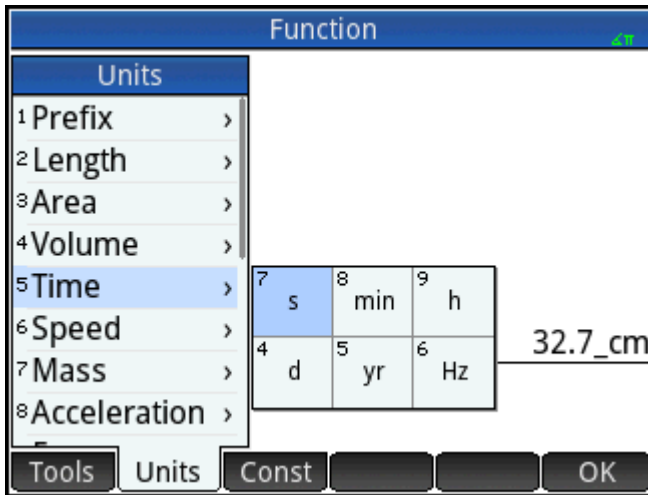 Function
∡π
Units
1 Prefix ›
2 Length ›
3 Area ›
4 Volume ›
5 Time ›
6 Speed ›
7 Mass ›
8 Acceleration ›
7 s 8 min 9 h
4 d 5 yr 6 Hz
32.7_cm
Tools Units Const OK